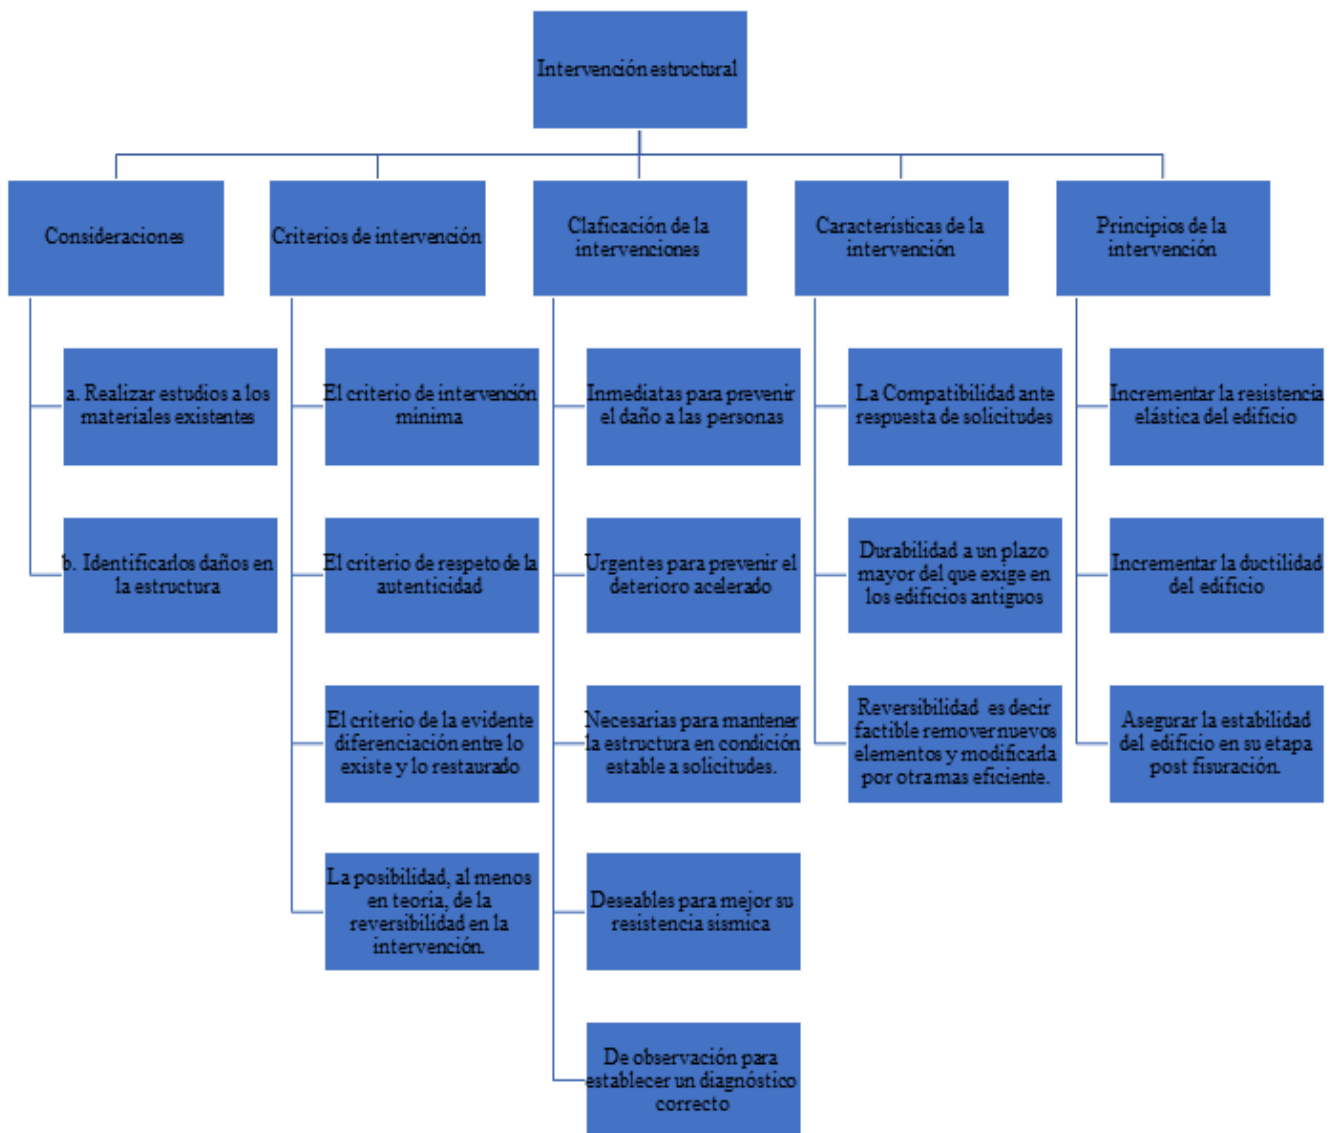 Intervención estructural
Consideraciones
Criterios de intervención
Claficación de la
intervenciones
Características de la
intervención
Principios de la
intervención
a. Realizar estudios a los
materiales existentes
b. Identificarlos daños en
la estructura
El criterio de intervención
mínima
El criterio de respeto de la
autenticidad
El criterio de la evidente
diferenciación entre lo
existe y lo restaurado
La posibilidad, al menos
en teoría, de la
reversibilidad en la
intervención.
Inmediatas para prevenir
el daño a las personas
Urgentes para prevenir el
deterioro acelerado
Necesarias para mantener
la estructura en condición
estable a solicitudes.
Deseables para mejor su
resistencia sismica
De observación para
establecer un diagnóstico
correcto
La Compatibilidad ante
respuesta de solicitudes
Durabilidad a un plazo
mayor del que exige en
los edificios antiguos
Reversibilidad es decir
factible remover nuevos
elementos y modificarla
por otra mas eficiente.
Incrementar la resistencia
elástica del edificio
Incrementar la ductilidad
del edificio
Asegurar la estabilidad
del edificio en su etapa
post fisuración.